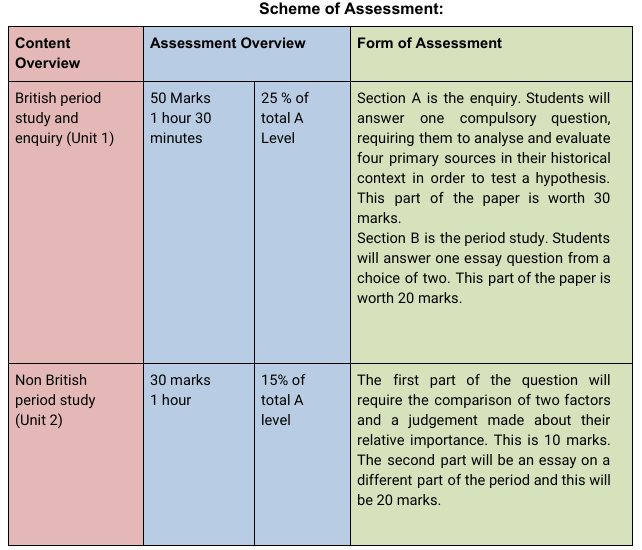 Scheme of Assessment:
Content
Overview
Assessment Overview
Form of Assessment
British period
study and
enquiry (Unit 1)
50 Marks
1 hour 30
minutes
25 % of
total A
Level
Section A is the enquiry. Students will
answer one compulsory question,
requiring them to analyse and evaluate
four primary sources in their historical
context in order to test a hypothesis.
This part of the paper is worth 30
marks.
Section B is the period study. Students
will answer one essay question from a
choice of two. This part of the paper is
worth 20 marks.
Non British
period study
(Unit 2)
30 marks
1 hour
15% of
total A
level
The first part of the question will
require the comparison of two factors
and a judgement made about their
relative importance. This is 10 marks.
The second part will be an essay on a
different part of the period and this will
be 20 marks.